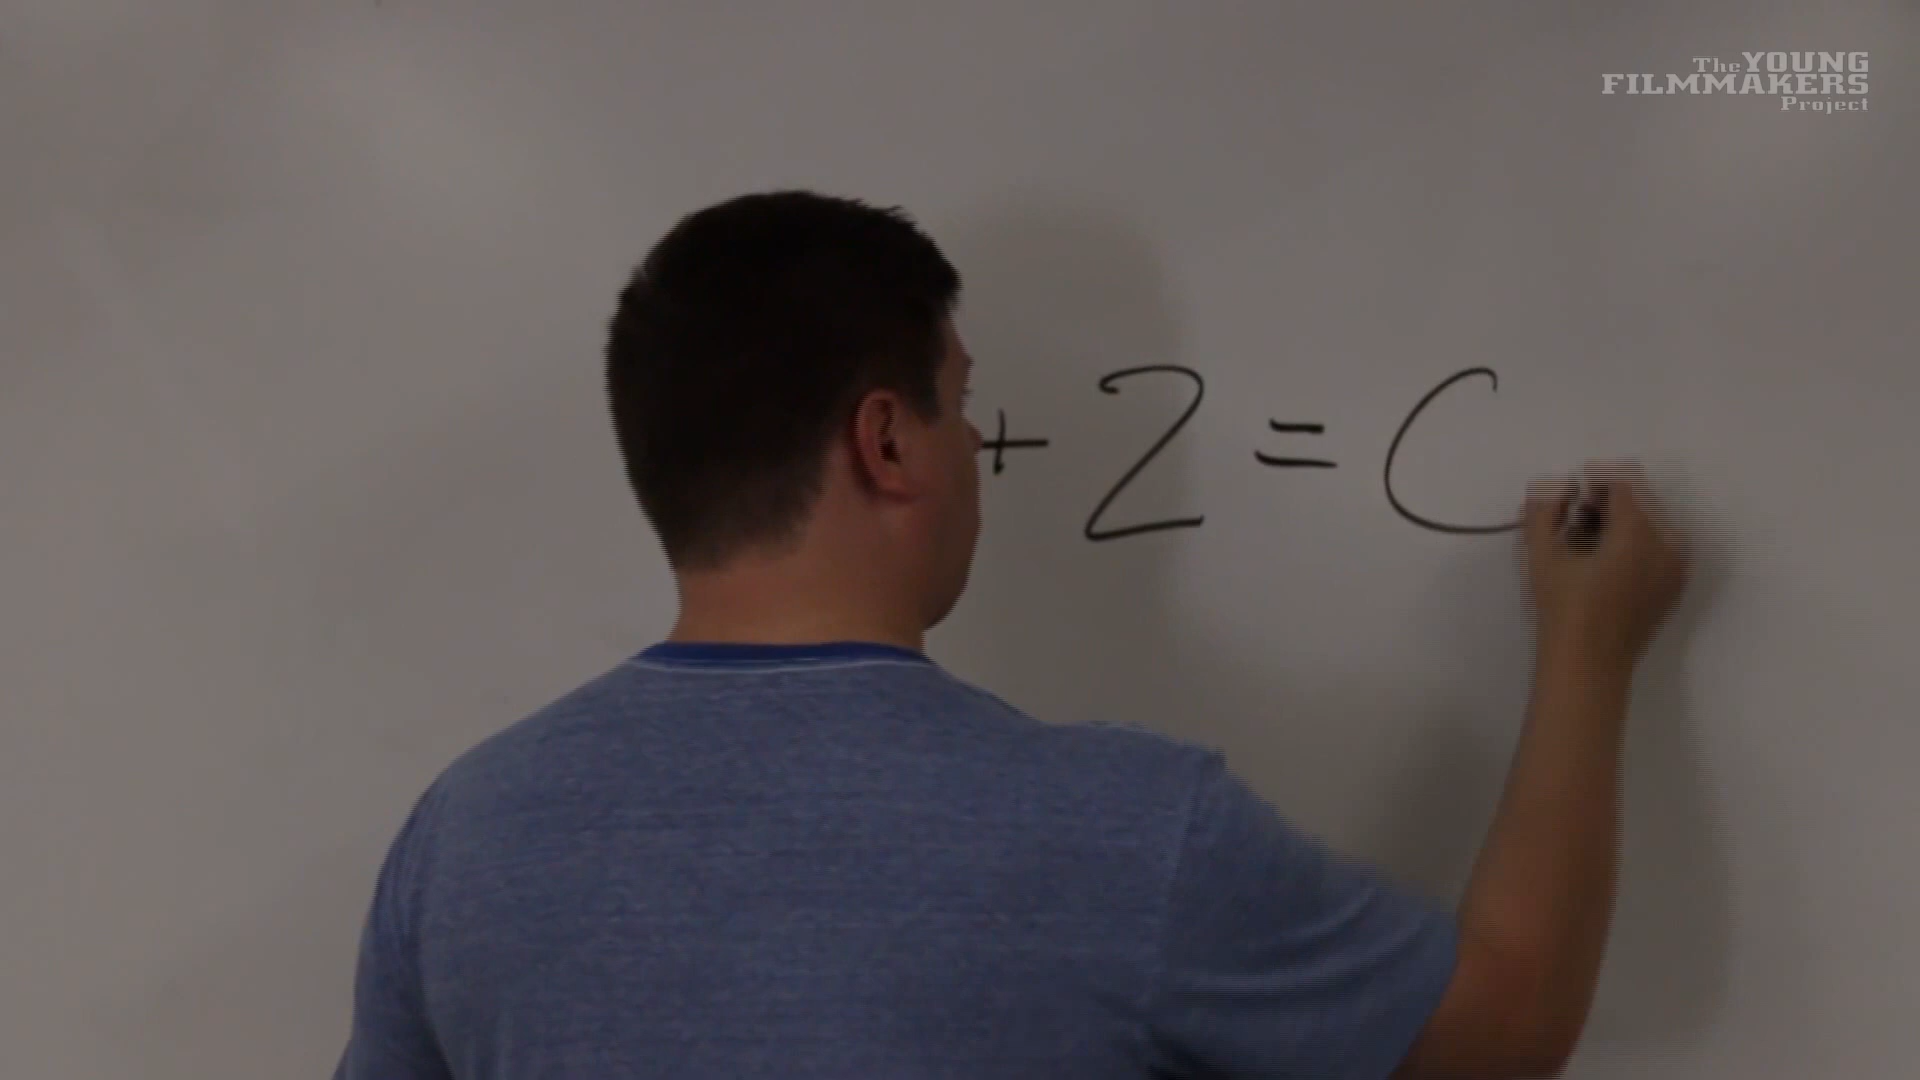 The YOUNG
FILMMAKERS
Project
+ 2 = C